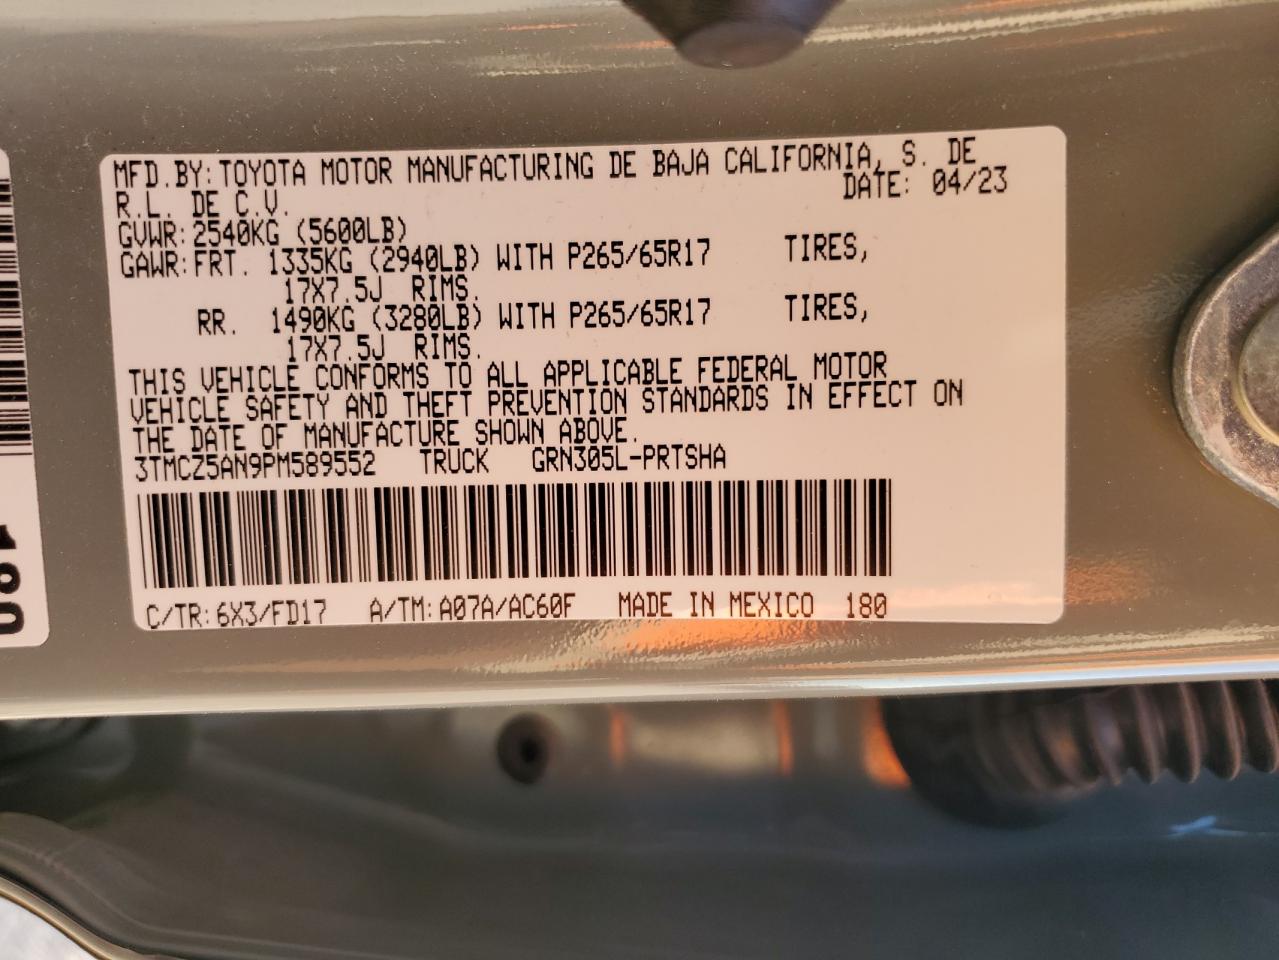 MFD.BY: TOYOTA MOTOR MANUFACTURING DE BAJA CALIFORNIA, S. DE
R.L. DE C.V. DATE: 04/23
GVWR: 2540KG (5600LB)
GAWR: FRT. 1335KG (2940LB) WITH P265/65R17 TIRES,
17X7.5J RIMS.
RR. 1490KG (3280LB) WITH P265/65R17 TIRES,
17X7.5J RIMS.
THIS VEHICLE CONFORMS TO ALL APPLICABLE FEDERAL MOTOR
VEHICLE SAFETY AND THEFT PREVENTION STANDARDS IN EFFECT ON
THE DATE OF MANUFACTURE SHOWN ABOVE.
3TMCZ5AN9PM589552 TRUCK GRN305L-PRTSHA
C/TR: 6X3/FD17 A/TM: A07A/AC60F MADE IN MEXICO 180
180